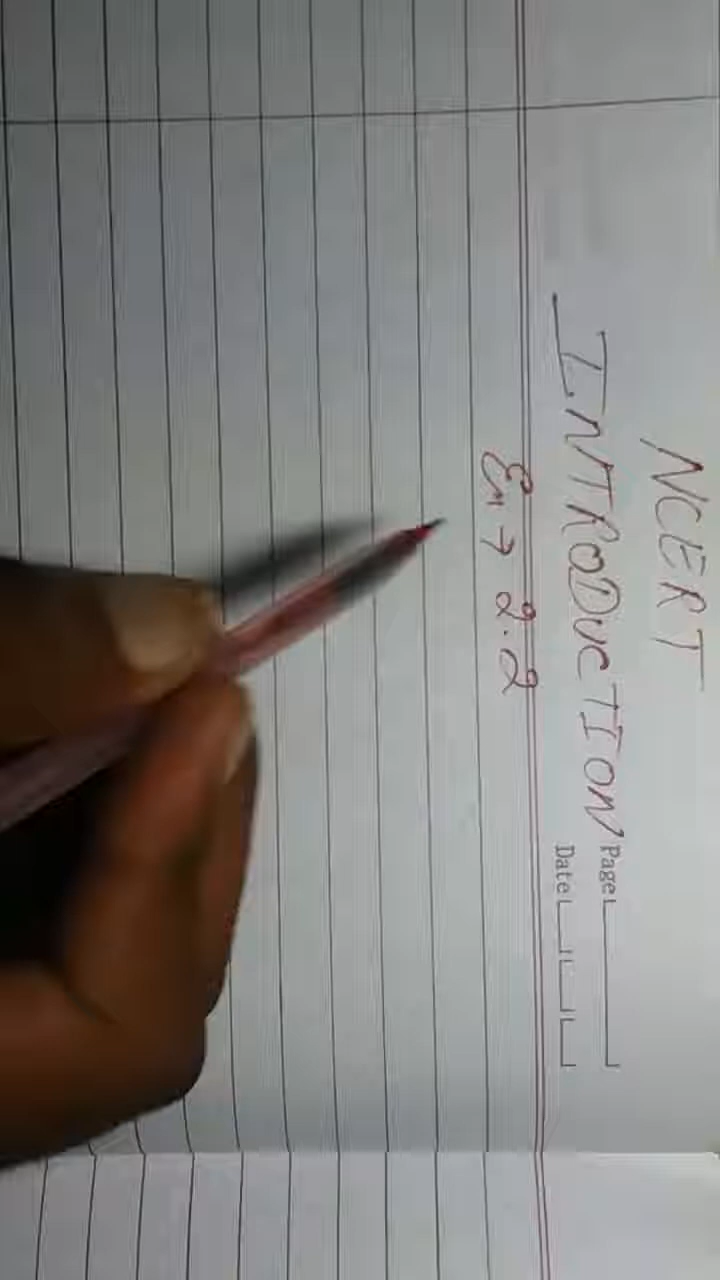 NCERT
INTRODUCTION
Page
Date
Ex → 2.2